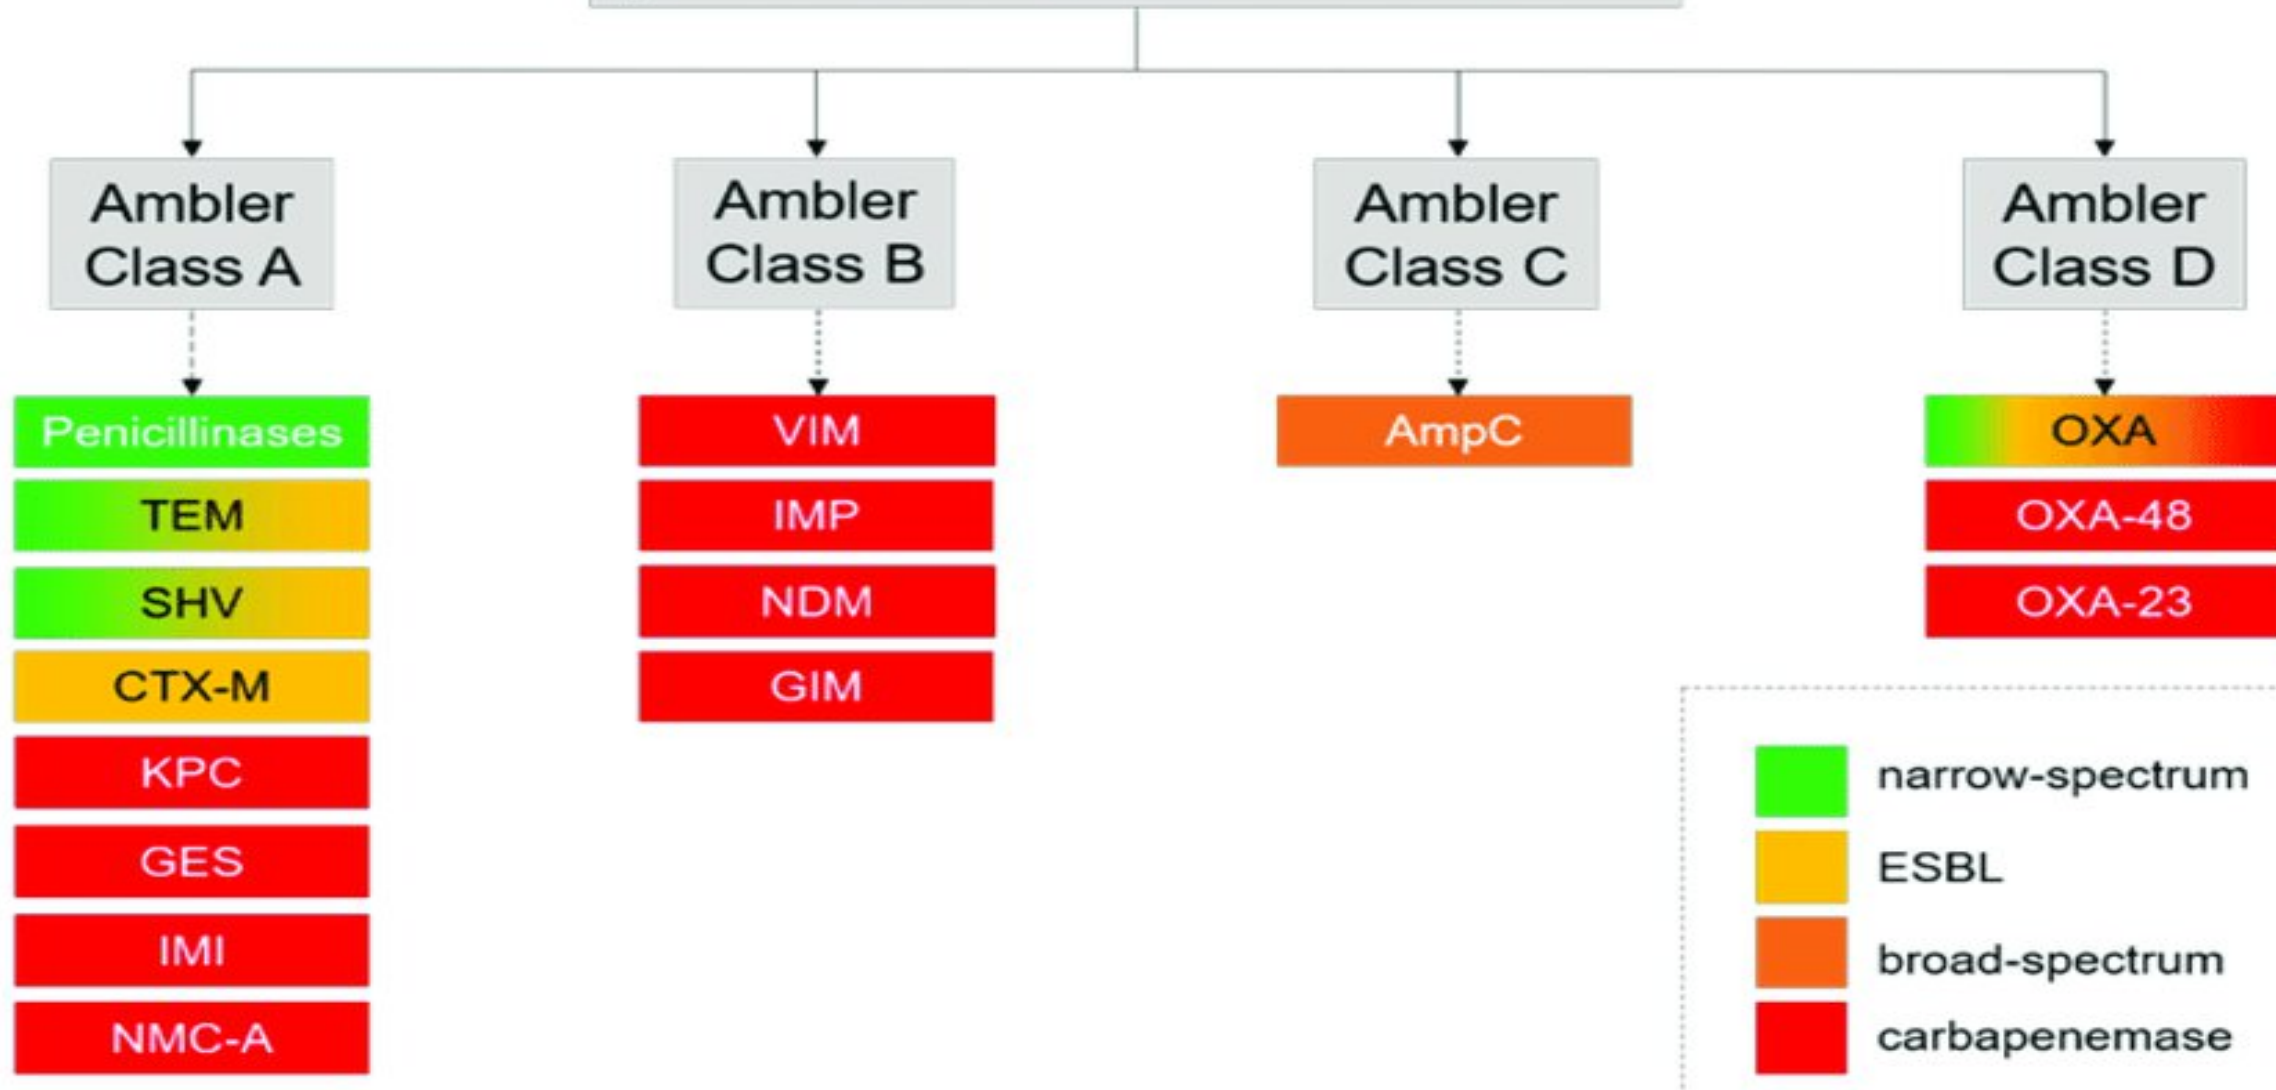 Ambler
Class A
Ambler
Class B
Ambler
Class C
Ambler
Class D
Penicillinases
TEM
SHV
CTX-M
KPC
GES
IMI
NMC-A
VIM
IMP
NDM
GIM
AmpC
OXA
OXA-48
OXA-23
narrow-spectrum
ESBL
broad-spectrum
carbapenemase